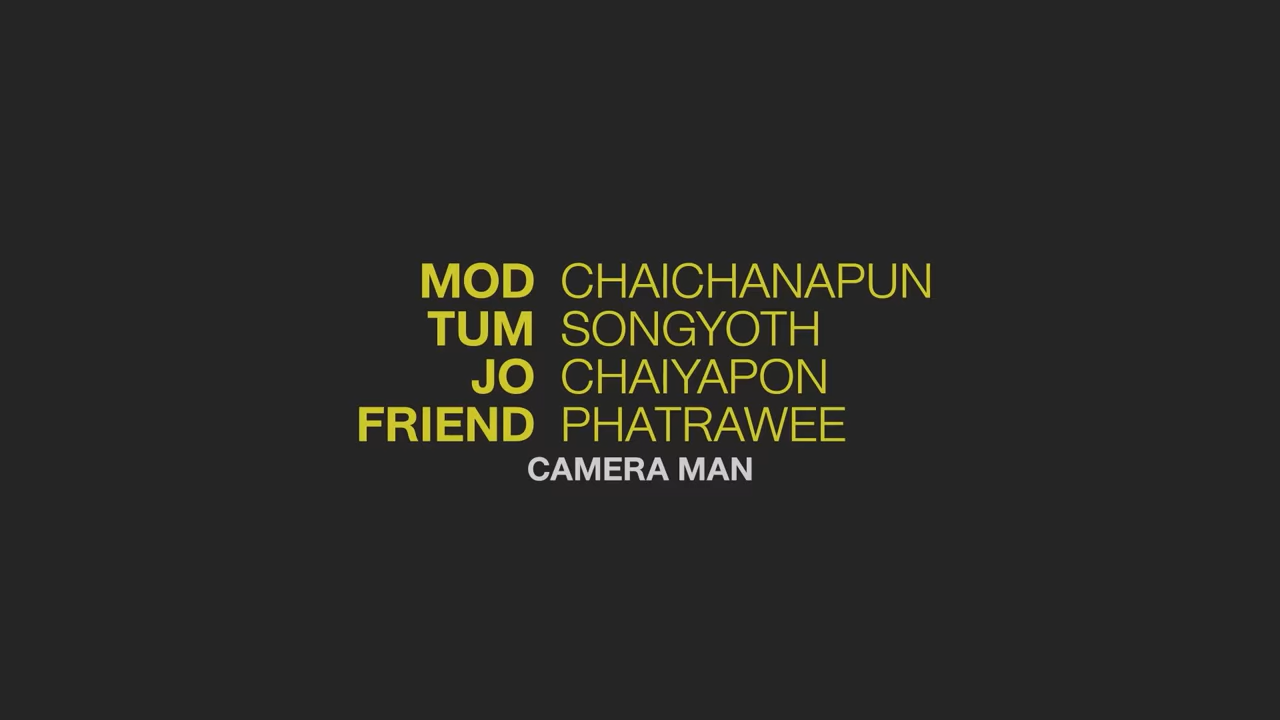 MOD CHAICHANAPUN
TUM SONGYOTH
JO CHAIYAPON
FRIEND PHATRAWEE
CAMERA MAN